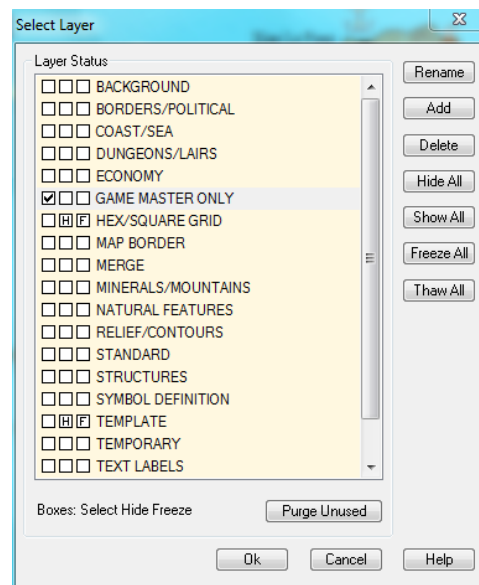 Select Layer
Layer Status
BACKGROUND
BORDERS/POLITICAL
COAST/SEA
DUNGEONS/LAIRS
ECONOMY
GAME MASTER ONLY
H F HEX/SQUARE GRID
MAP BORDER
MERGE
MINERALS/MOUNTAINS
NATURAL FEATURES
RELIEF/CONTOURS
STANDARD
STRUCTURES
SYMBOL DEFINITION
H F TEMPLATE
TEMPORARY
TEXT LABELS
Boxes: Select Hide Freeze
Purge Unused
Rename
Add
Delete
Hide All
Show All
Freeze All
Thaw All
Ok
Cancel
Help